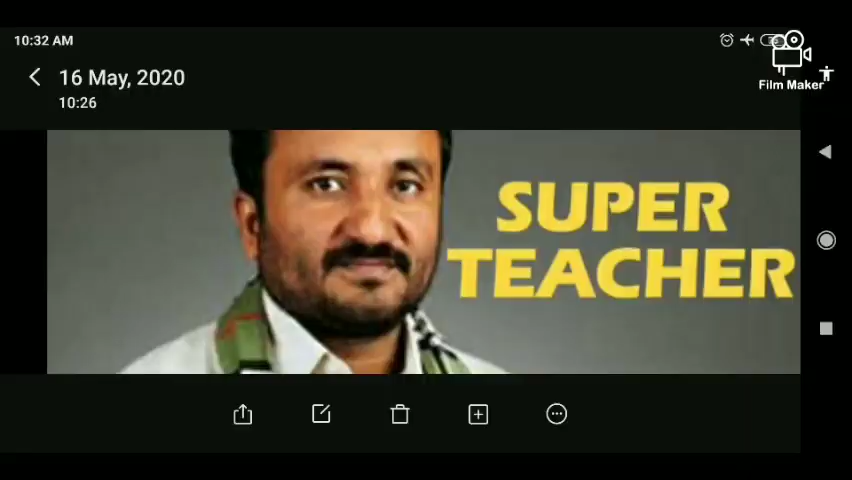 10:32 AM
Film Maker
16 May, 2020
10:26
SUPER
TEACHER